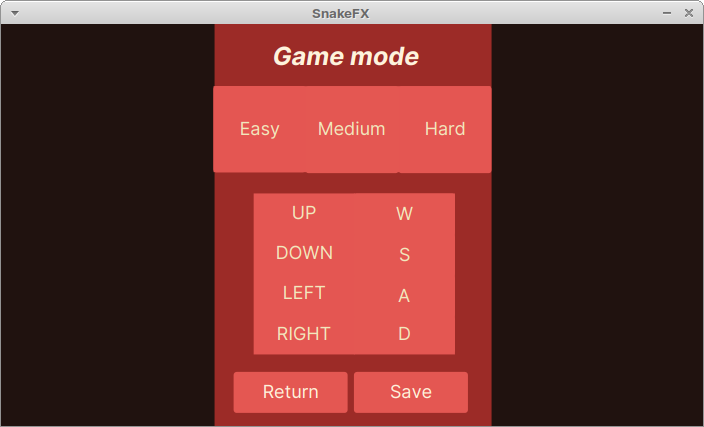 SnakeFX
Game mode
Easy Medium Hard
UP W
DOWN S
LEFT A
RIGHT D
Return Save